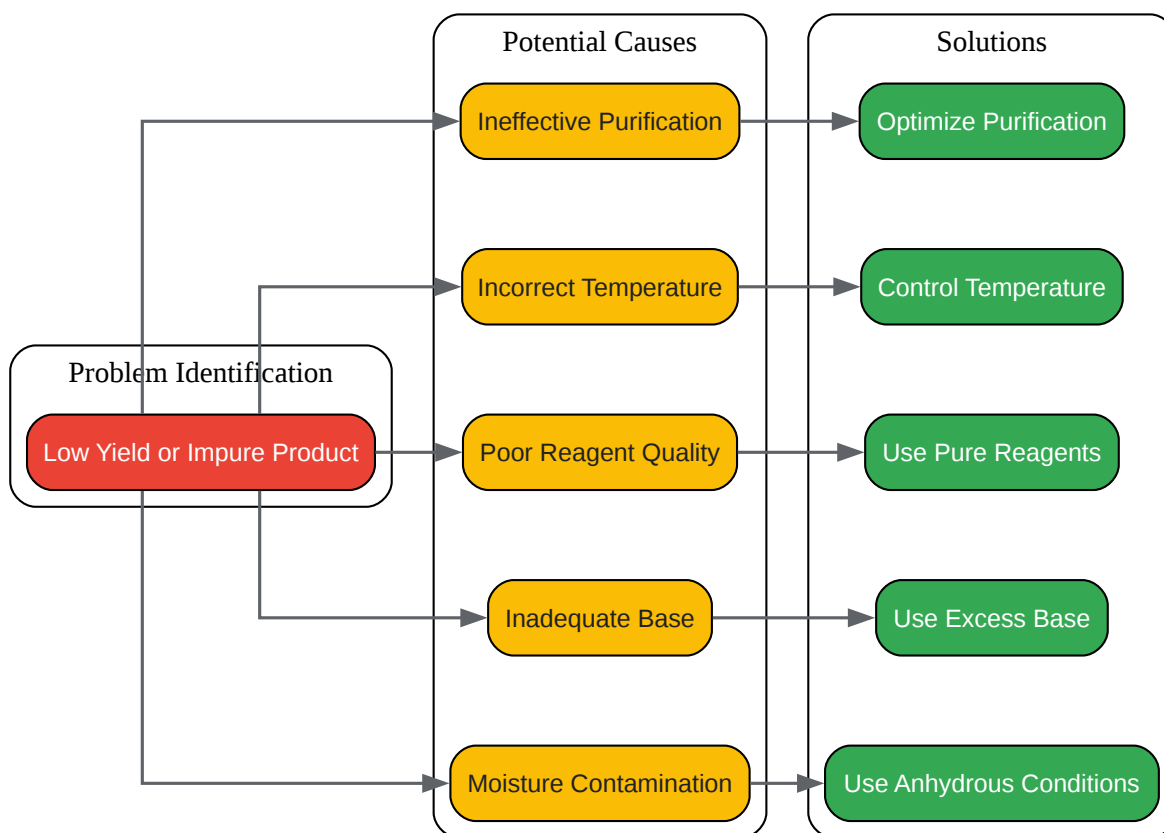 Potential Causes
Solutions
Ineffective Purification
Optimize Purification
Incorrect Temperature
Control Temperature
Problem Identification
Low Yield or Impure Product
Poor Reagent Quality
Use Pure Reagents
Inadequate Base
Use Excess Base
Moisture Contamination
Use Anhydrous Conditions